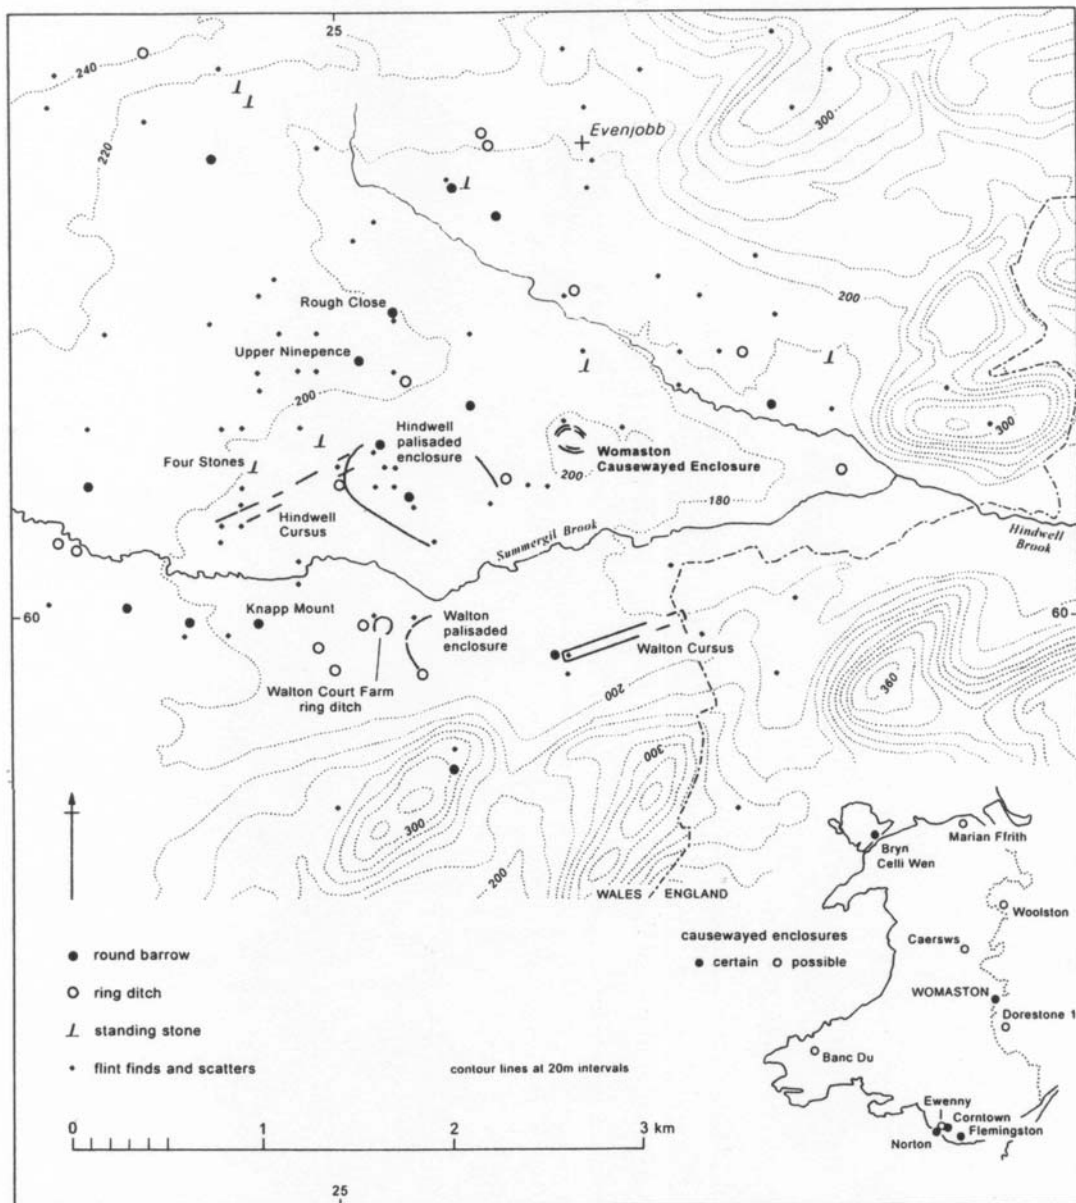 25
240
220
300
Evenjobb
200
Rough Close
Upper Ninepence
200
300
Hindwell
palisaded
enclosure
Womaston
Causewayed Enclosure
Four Stones
200
180
Hindwell
Cursus
Summergil Brook
Hindwell
Brook
60
Knapp Mount
Walton
palisaded
enclosure
60
Walton Cursus
Walton Court Farm
ring ditch
200
360
300
300
200
WALES
ENGLAND
Marian Ffrith
Bryn
Celli Wen
Woolston
causewayed enclosures
certain
possible
Caersws
WOMASTON
Dorestone 1
Banc Du
Ewenny
Corntown
Flemingston
Norton
round barrow
ring ditch
standing stone
flint finds and scatters
contour lines at 20m intervals
0 1 2 3 km
25